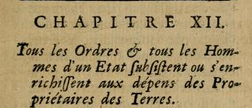 CHAPITRE XII.
Tous les Ordres & tous les Hom-
mes d'un Etat ſubſiſtent ou s'en-
richiſſent aux dépens des Pro-
priétaires des Terres.